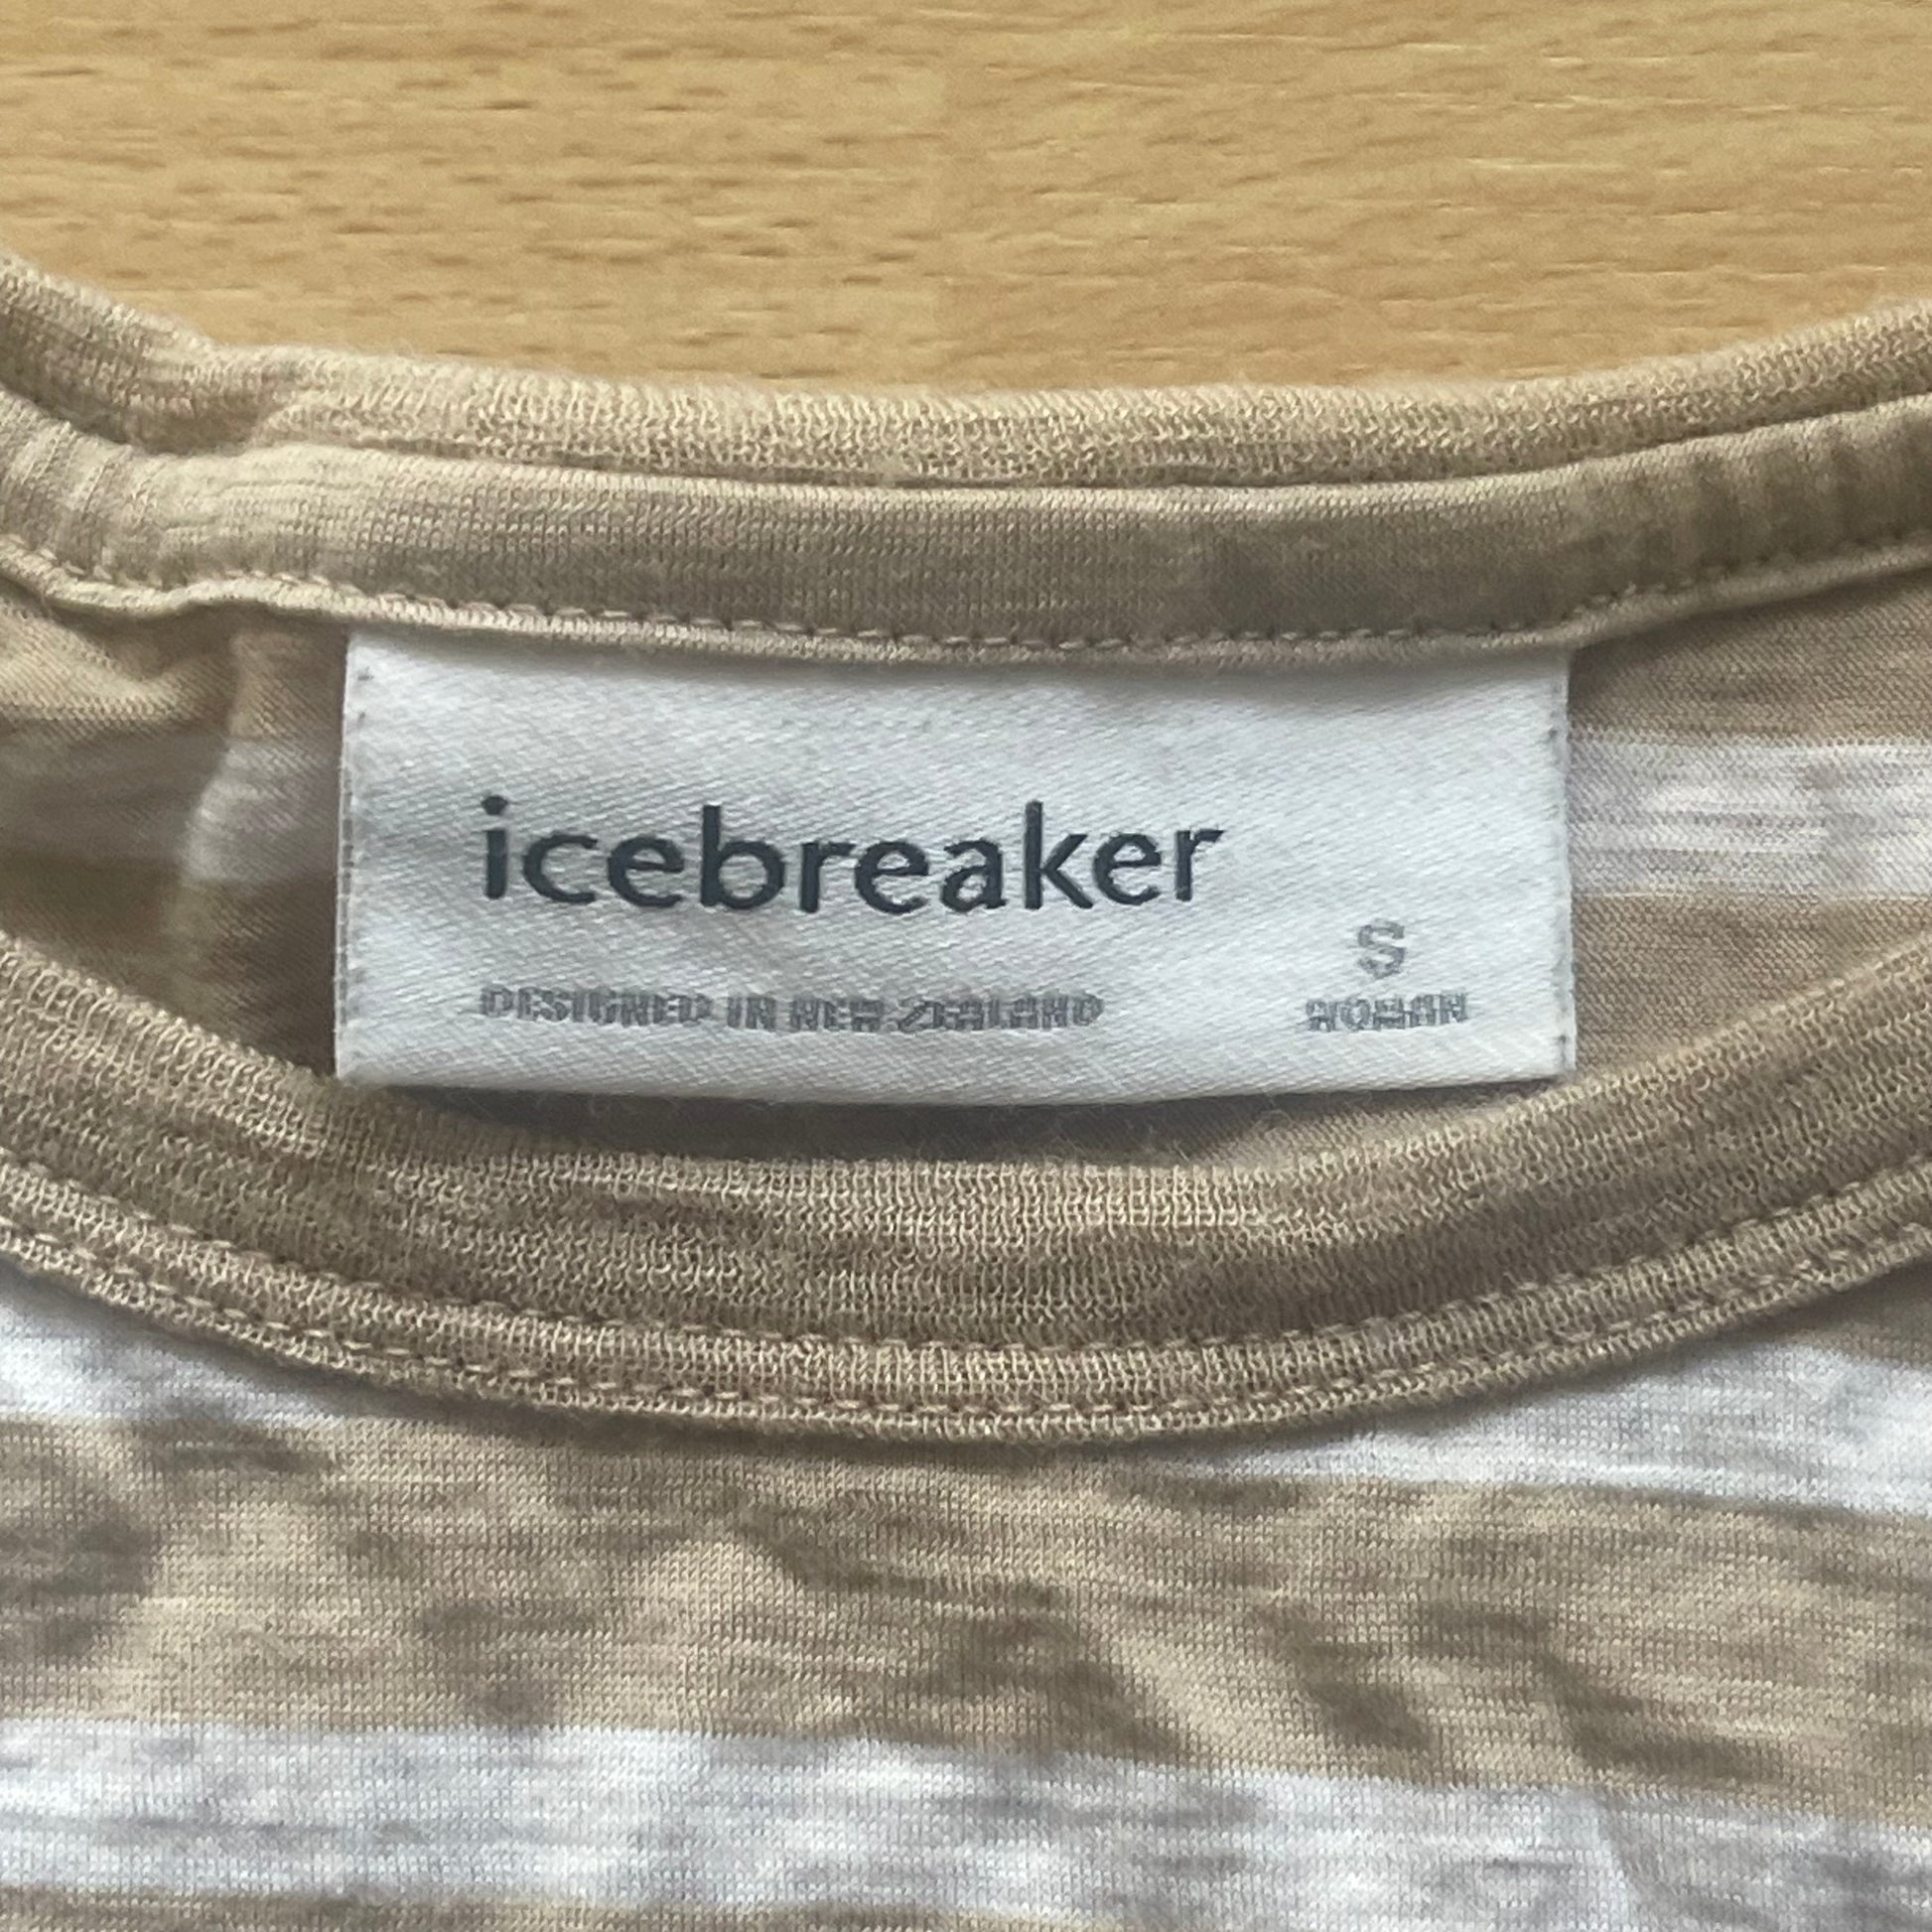 icebreaker
S
DESIGNED IN NEW ZEALAND
WOMAN